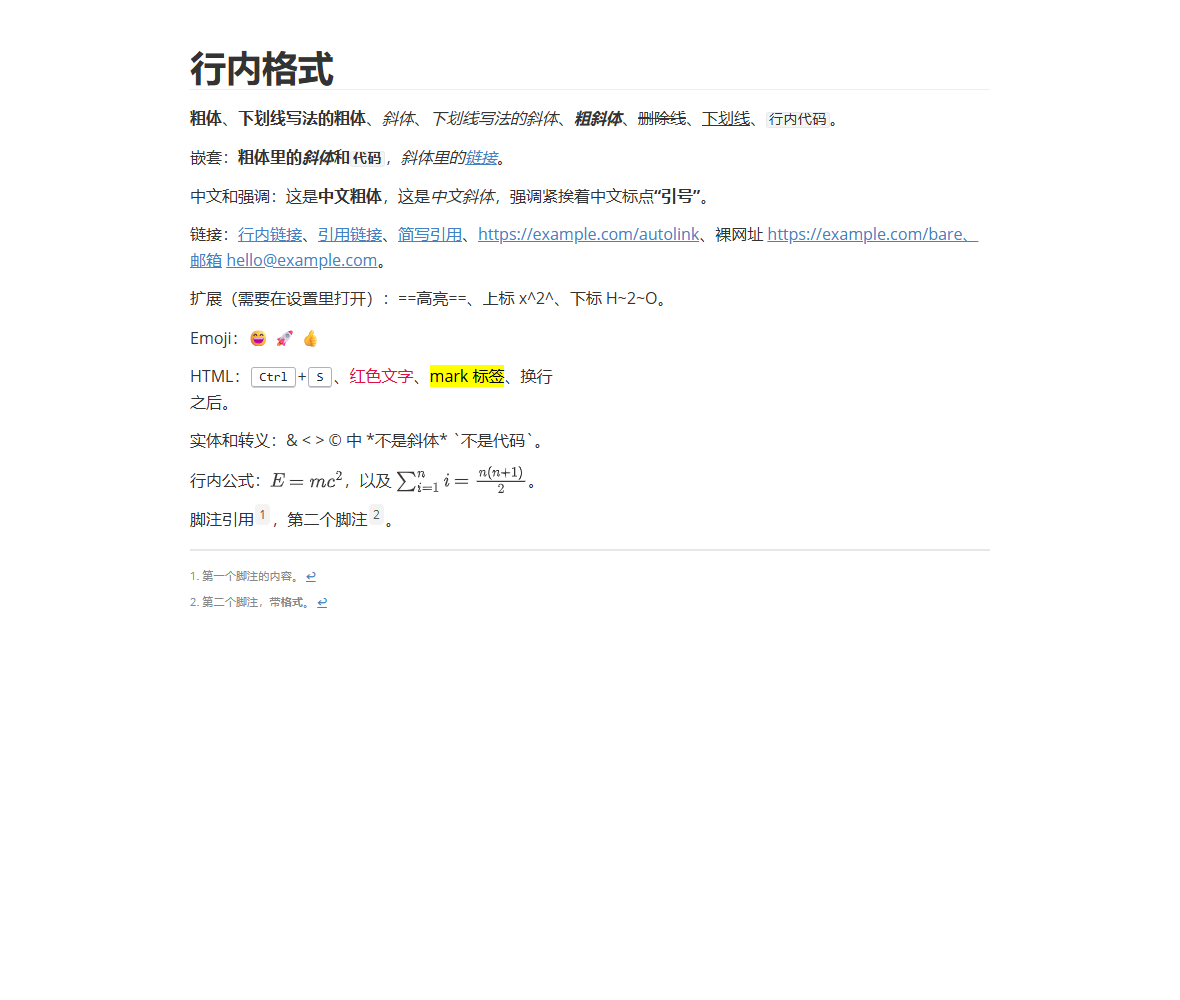 行内格式
粗体、下划线写法的粗体、斜体、下划线写法的斜体、粗斜体、删除线、下划线、行内代码。
嵌套：粗体里的斜体和代码，斜体里的链接。
中文和强调：这是中文粗体，这是中文斜体，强调紧挨着中文标点“引号”。
链接：行内链接、引用链接、简写引用、https://example.com/autolink、裸网址 https://example.com/bare、
邮箱 hello@example.com。
扩展（需要在设置里打开）：==高亮==、上标 x^2^、下标 H~2~O。
Emoji：😄 🚀 👍
HTML：Ctrl+S、红色文字、mark 标签、换行
之后。
实体和转义：& < > © 中 *不是斜体* `不是代码`。
行内公式：E = mc²，以及 ∑ⁿᵢ₌₁ i = n(n+1)/2。
脚注引用1，第二个脚注2。
1. 第一个脚注的内容。 ↩
2. 第二个脚注，带格式。 ↩